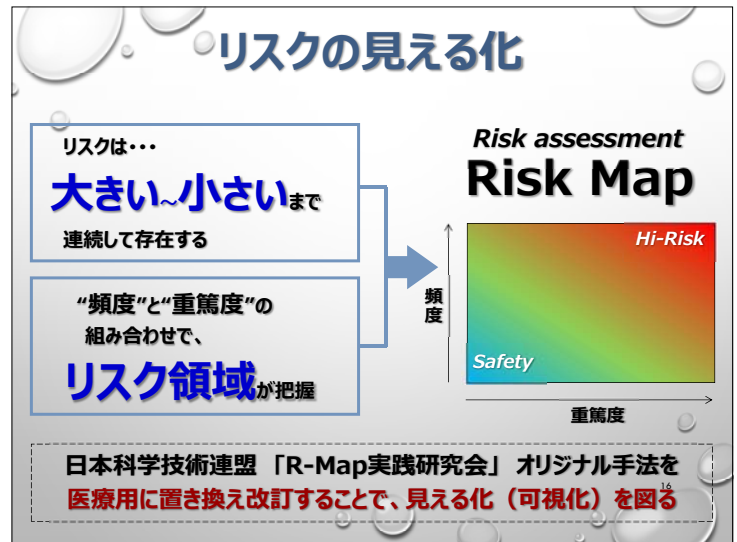 リスクの見える化
リスクは・・・
大きい~小さいまで
連続して存在する
“頻度”と“重篤度”の
組み合わせで、
リスク領域が把握
Risk assessment
Risk Map
Hi-Risk
頻度
Safety
重篤度
日本科学技術連盟 「R-Map実践研究会」 オリジナル手法を
医療用に置き換え改訂することで、見える化（可視化）を図る
16